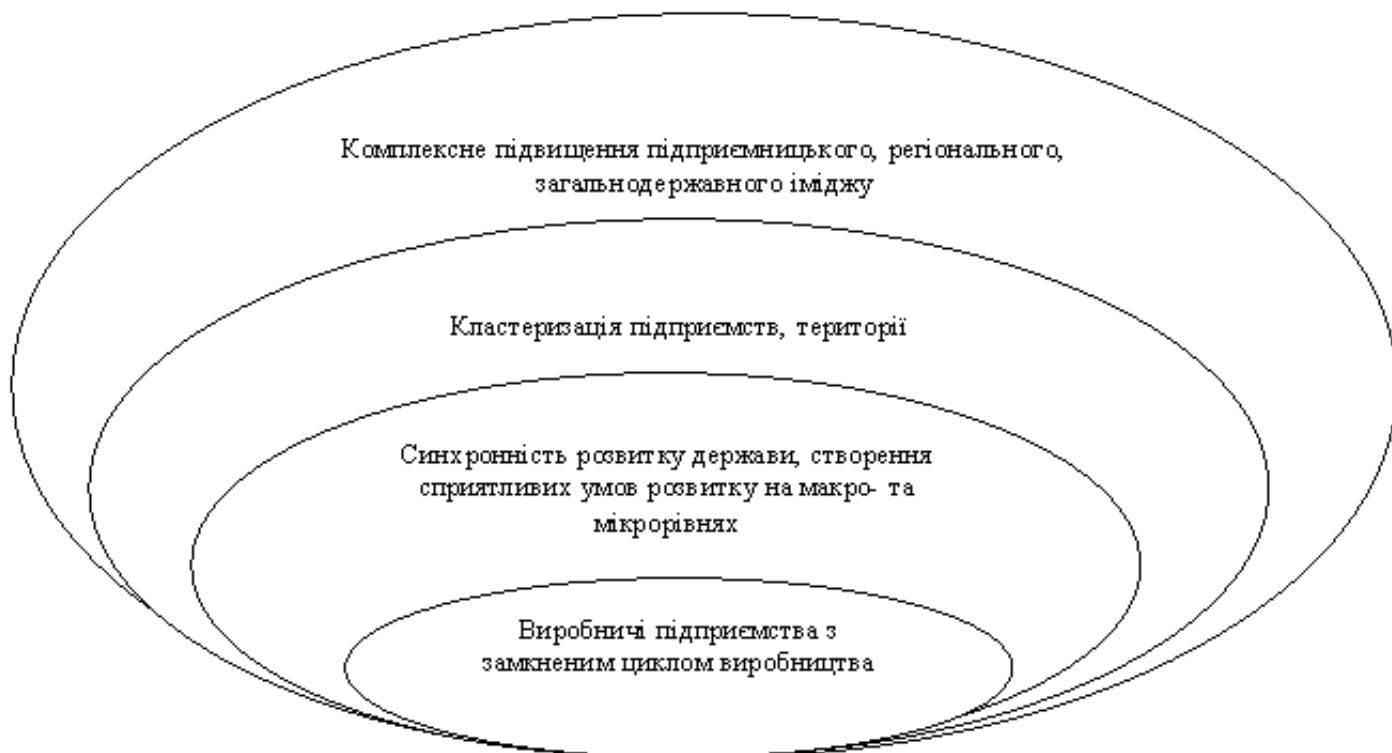 Комплексне підвищення підприємницького, регіонального,
загальнодержавного іміджу
Кластеризація підприємств, території
Синхронність розвитку держави, створення
сприятливих умов розвитку на макро- та
мікрорівнях
Виробничі підприємства з
замкненим циклом виробництва